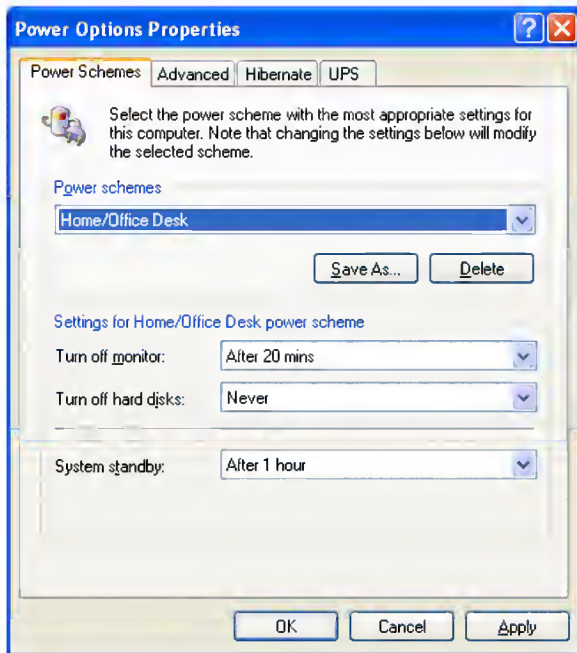 Power Options Properties
Power Schemes Advanced Hibernate UPS
Select the power scheme with the most appropriate settings for
this computer. Note that changing the settings below will modify
the selected scheme.
Power schemes
Home/Office Desk
Save As... Delete
Settings for Home/Office Desk power scheme
Turn off monitor: After 20 mins
Turn off hard disks: Never
System standby: After 1 hour
OK Cancel Apply